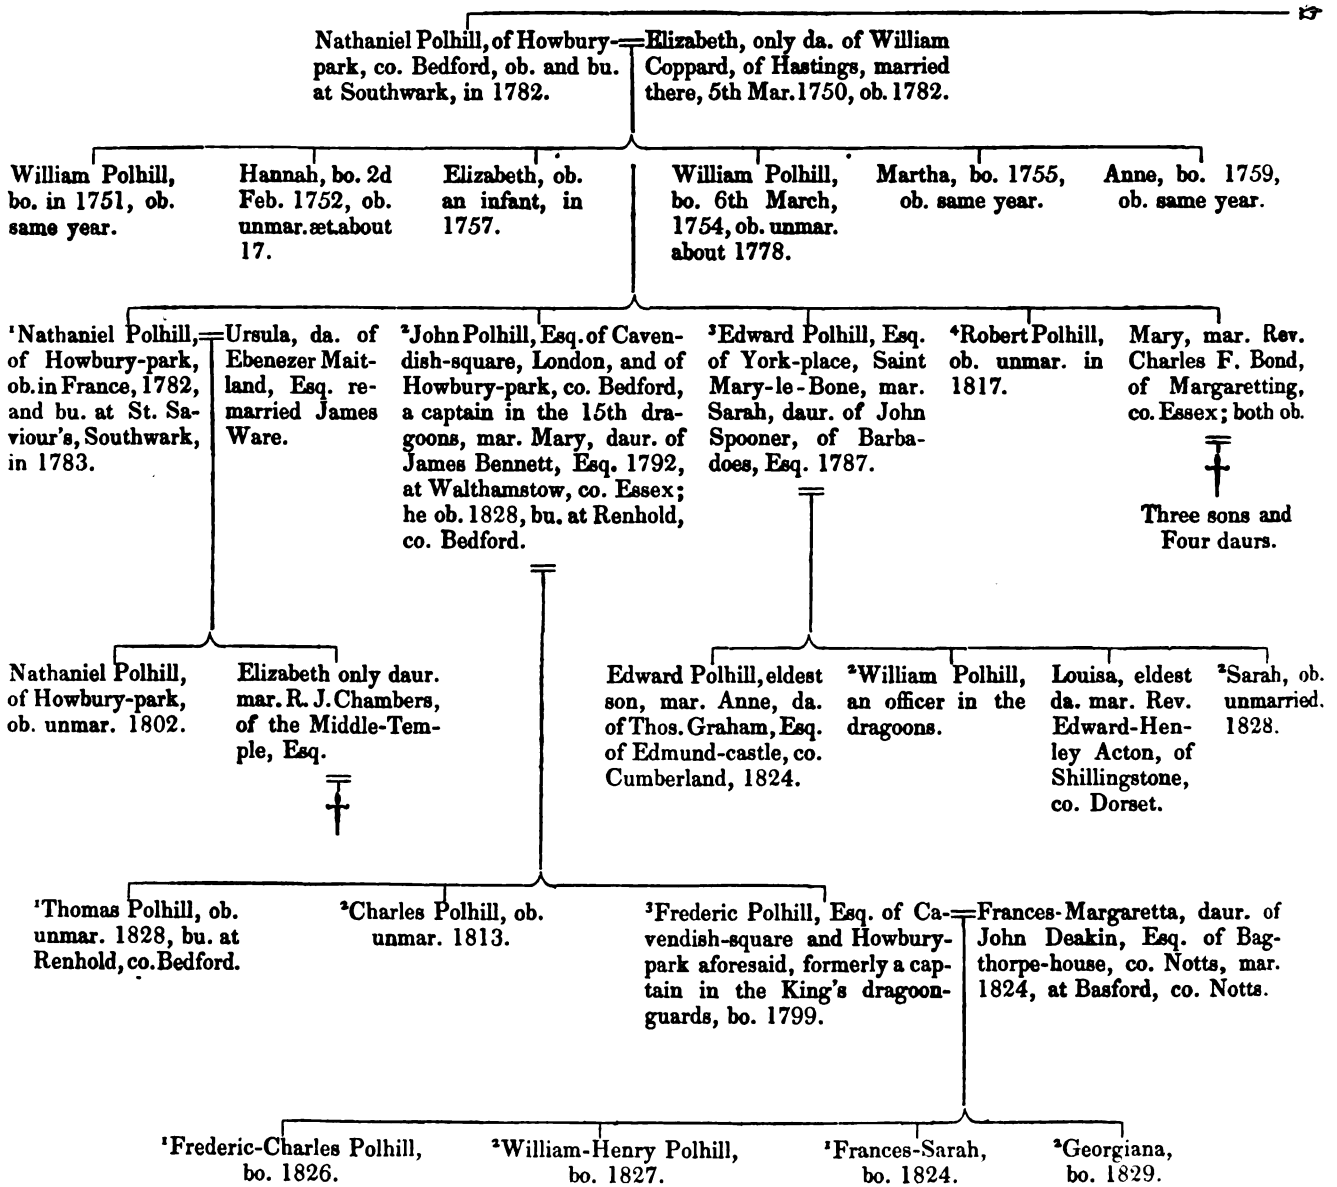 Nathaniel Polhill, of Howbury-
park, co. Bedford, ob. and bu.
at Southwark, in 1782.
Elizabeth, only da. of William
Coppard, of Hastings, married
there, 5th Mar. 1750, ob. 1782.
William Polhill,
bo. in 1751, ob.
same year.
Hannah, bo. 2d
Feb. 1752, ob.
unmar. æt. about
17.
Elizabeth, ob.
an infant, in
1757.
William Polhill,
bo. 6th March,
1754, ob. unmar.
about 1778.
Martha, bo. 1755,
ob. same year.
Anne, bo. 1759,
ob. same year.
¹Nathaniel Polhill,
of Howbury-park,
ob. in France, 1782,
and bu. at St. Sa-
viour's, Southwark,
in 1783.
Ursula, da. of
Ebenezer Mait-
land, Esq. re-
married James
Ware.
²John Polhill, Esq. of Caven-
dish-square, London, and of
Howbury-park, co. Bedford,
a captain in the 15th dra-
goons, mar. Mary, daur. of
James Bennett, Esq. 1792,
at Walthamstow, co. Essex;
he ob. 1828, bu. at Renhold,
co. Bedford.
³Edward Polhill, Esq.
of York-place, Saint
Mary-le-Bone, mar.
Sarah, daur. of John
Spooner, of Barba-
does, Esq. 1787.
⁴Robert Polhill,
ob. unmar. in
1817.
Mary, mar. Rev.
Charles F. Bond,
of Margaretting,
co. Essex; both ob.
Three sons and
Four daurs.
Nathaniel Polhill,
of Howbury-park,
ob. unmar. 1802.
Elizabeth only daur.
mar. R. J. Chambers,
of the Middle-Tem-
ple, Esq.
Edward Polhill, eldest
son, mar. Anne, da.
of Thos. Graham, Esq.
of Edmund-castle, co.
Cumberland, 1824.
²William Polhill,
an officer in the
dragoons.
Louisa, eldest
da. mar. Rev.
Edward-Hen-
ley Acton, of
Shillingstone,
co. Dorset.
²Sarah, ob.
unmarried.
1828.
¹Thomas Polhill, ob.
unmar. 1828, bu. at
Renhold, co. Bedford.
²Charles Polhill, ob.
unmar. 1813.
³Frederic Polhill, Esq. of Ca-
vendish-square and Howbury-
park aforesaid, formerly a cap-
tain in the King's dragoon-
guards, bo. 1799.
Frances-Margaretta, daur. of
John Deakin, Esq. of Bag-
thorpe-house, co. Notts, mar.
1824, at Basford, co. Notts.
¹Frederic-Charles Polhill,
bo. 1826.
²William-Henry Polhill,
bo. 1827.
¹Frances-Sarah,
bo. 1824.
²Georgiana,
bo. 1829.